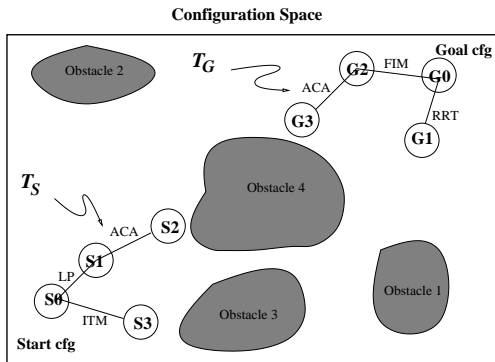 Configuration Space
Goal cfg
Obstacle 2
T_G
G2
FIM
G0
ACA
G3
RRT
G1
Obstacle 4
T_S
ACA
S2
S1
LP
S0
ITM
S3
Start cfg
Obstacle 3
Obstacle 1